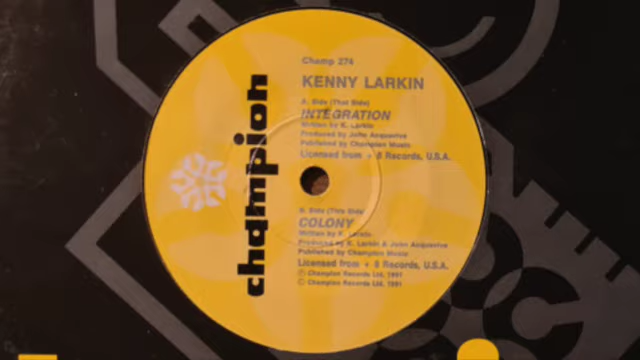 champion
Champ 274
KENNY LARKIN
A. Side (That Side)
INTEGRATION
Written by K. Larkin
Produced by John Acquaviva
Published by Champion Music
Licensed from + 8 Records, U.S.A.
B. Side (This Side
COLONY
Written by K. Larkin
Produced by K. Larkin & John Acquaviva
Published by Champion Music
Licensed from + 8 Records, U.S.A.
℗ Champion Records Ltd, 1991
© Champion Records Ltd, 1991